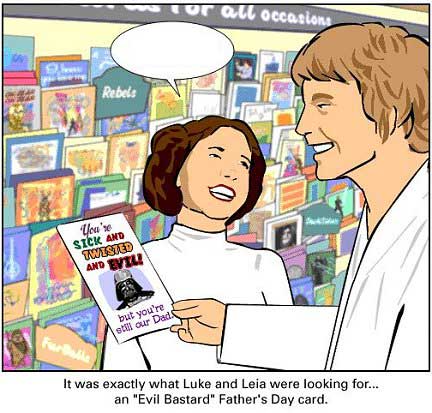 for all occasions
Rebels
You're
SICK AND
TWISTED
AND EVIL!
but you're
still our Dad!
It was exactly what Luke and Leia were looking for...
an "Evil Bastard" Father's Day card.